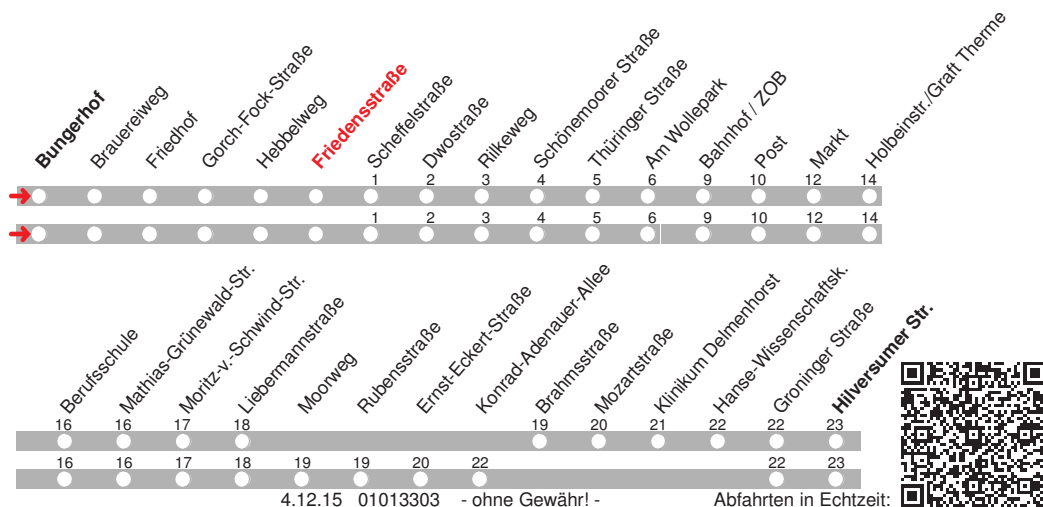 Bungerhof
Brauereiweg
Friedhof
Gorch-Fock-Straße
Hebbelweg
Friedensstraße
Scheffelstraße
Dwostraße
Rilkeweg
Schönemoorer Straße
Thüringer Straße
Am Wollepark
Bahnhof / ZOB
Post
Markt
Holbeinstr./Graft Therme
1 2 3 4 5 6 9 10 12 14
1 2 3 4 5 6 9 10 12 14
Berufsschule
Mathias-Grünewald-Str.
Moritz-v.-Schwind-Str.
Liebermannstraße
Moorweg
Rubensstraße
Ernst-Eckert-Straße
Konrad-Adenauer-Allee
Brahmsstraße
Mozartstraße
Klinikum Delmenhorst
Hanse-Wissenschaftsk.
Groninger Straße
Hilversumer Str.
16 16 17 18 19 20 21 22 22 23
16 16 17 18 19 19 20 22 22 23
4.12.15 01013303 - ohne Gewähr! - Abfahrten in Echtzeit: